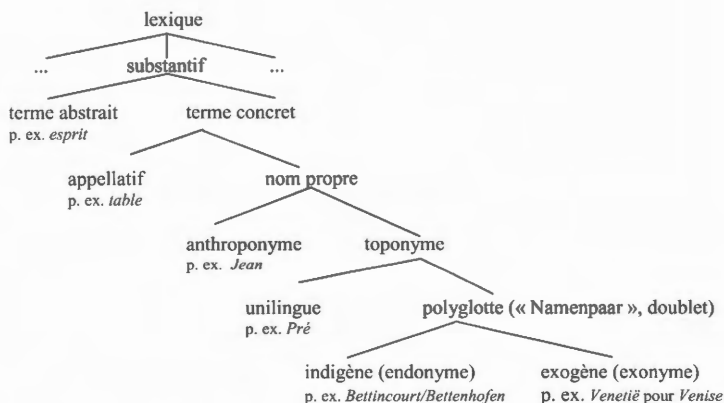 lexique
... substantif ...
terme abstrait terme concret
p. ex. esprit
appellatif nom propre
p. ex. table
anthroponyme toponyme
p. ex. Jean
unilingue polyglotte (« Namenpaar », doublet)
p. ex. Pré
indigène (endonyme) exogène (exonyme)
p. ex. Bettincourt/Bettenhofen p. ex. Venetië pour Venise